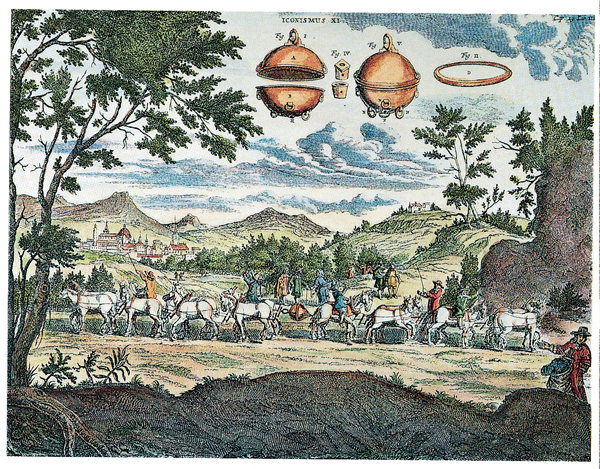 ICONISMUS XI
Fig I
Fig IV.
Fig V.
Fig II.
A
B
D